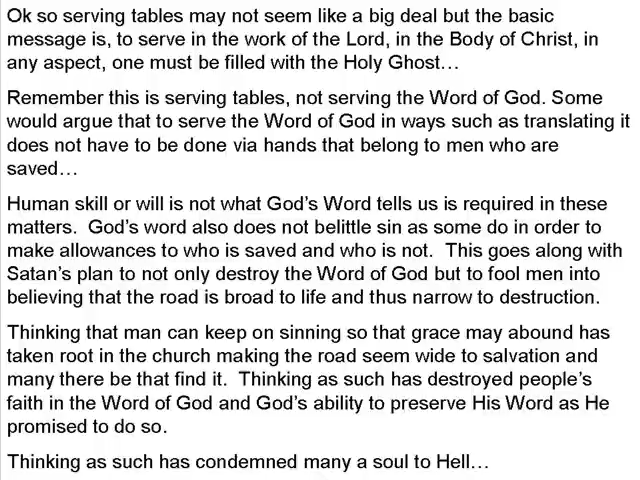 Ok so serving tables may not seem like a big deal but the basic
message is, to serve in the work of the Lord, in the Body of Christ, in
any aspect, one must be filled with the Holy Ghost…
Remember this is serving tables, not serving the Word of God. Some
would argue that to serve the Word of God in ways such as translating it
does not have to be done via hands that belong to men who are
saved…
Human skill or will is not what God's Word tells us is required in these
matters.  God's word also does not belittle sin as some do in order to
make allowances to who is saved and who is not.  This goes along with
Satan's plan to not only destroy the Word of God but to fool men into
believing that the road is broad to life and thus narrow to destruction.
Thinking that man can keep on sinning so that grace may abound has
taken root in the church making the road seem wide to salvation and
many there be that find it.  Thinking as such has destroyed people's
faith in the Word of God and God's ability to preserve His Word as He
promised to do so.
Thinking as such has condemned many a soul to Hell…